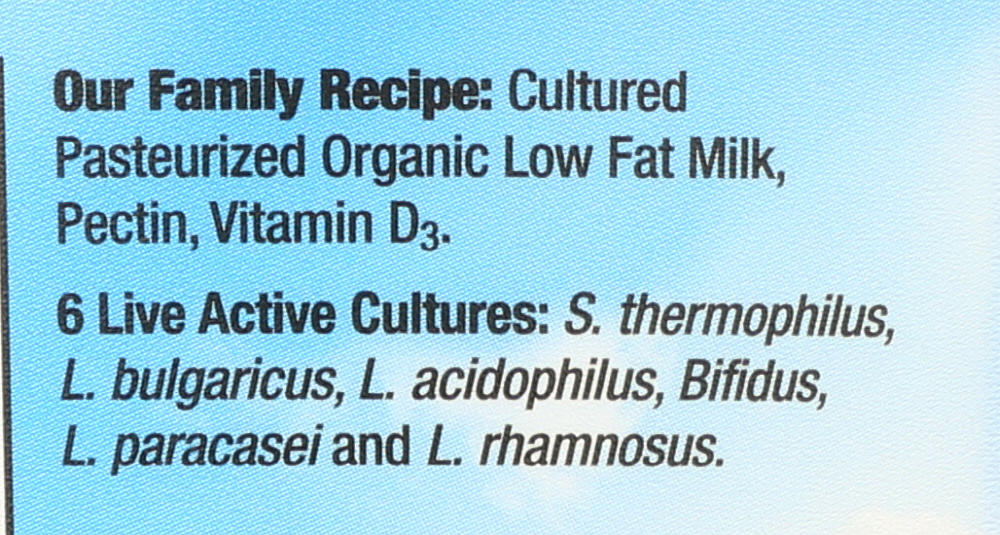 Our Family Recipe: Cultured
Pasteurized Organic Low Fat Milk,
Pectin, Vitamin D3.
6 Live Active Cultures: S. thermophilus,
L. bulgaricus, L. acidophilus, Bifidus,
L. paracasei and L. rhamnosus.